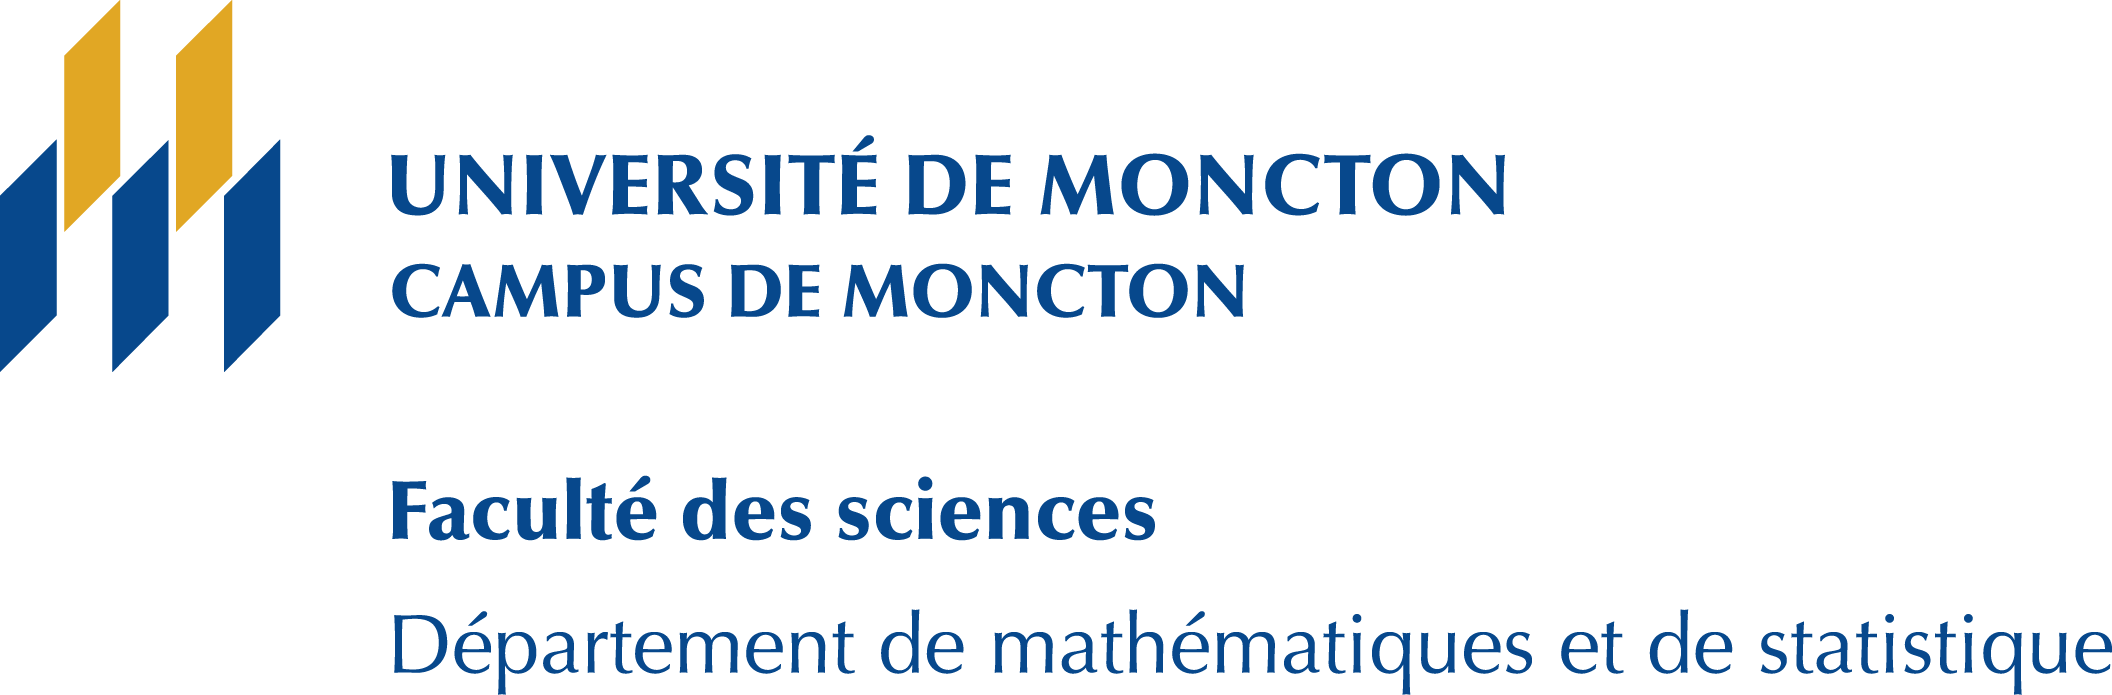 UNIVERSITÉ DE MONCTON
CAMPUS DE MONCTON
Faculté des sciences
Département de mathématiques et de statistique